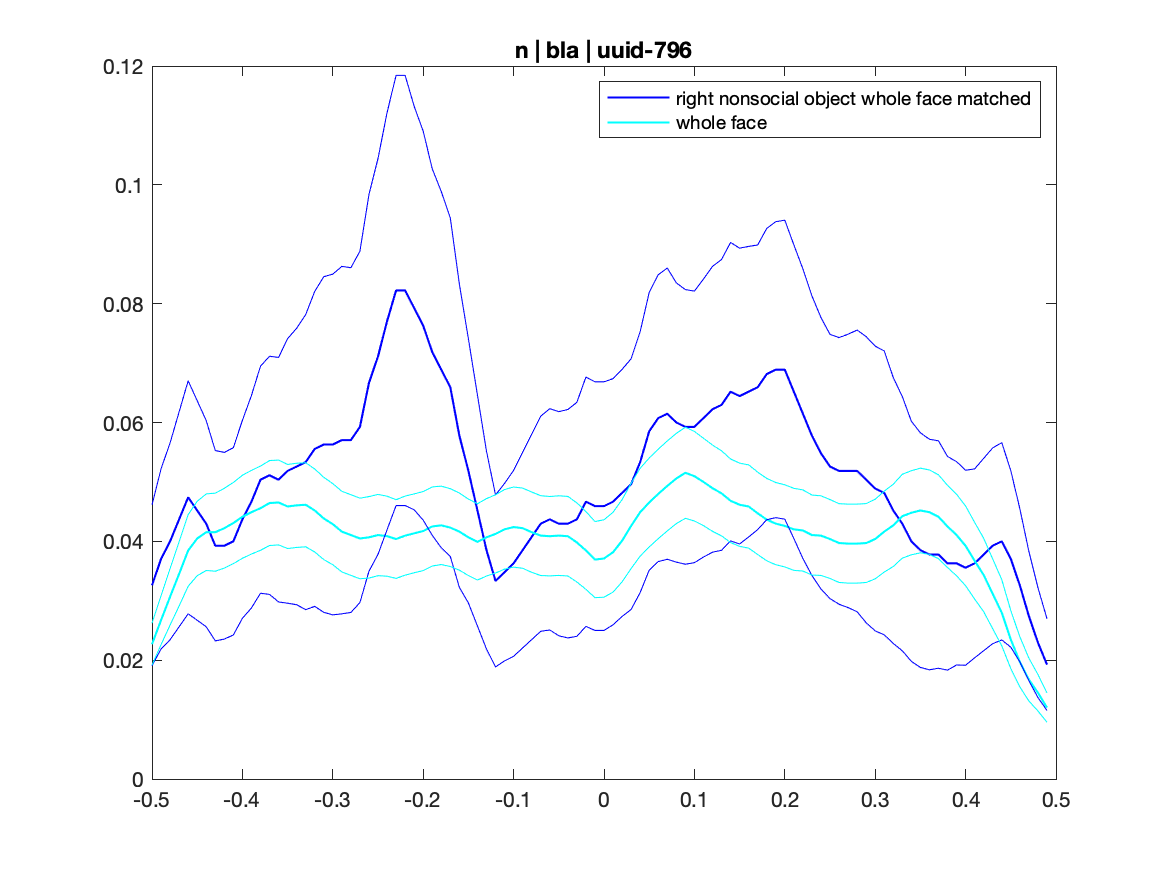 n | bla | uuid-796
right nonsocial object whole face matched
whole face
0.12
0.1
0.08
0.06
0.04
0.02
0
-0.5 -0.4 -0.3 -0.2 -0.1 0 0.1 0.2 0.3 0.4 0.5